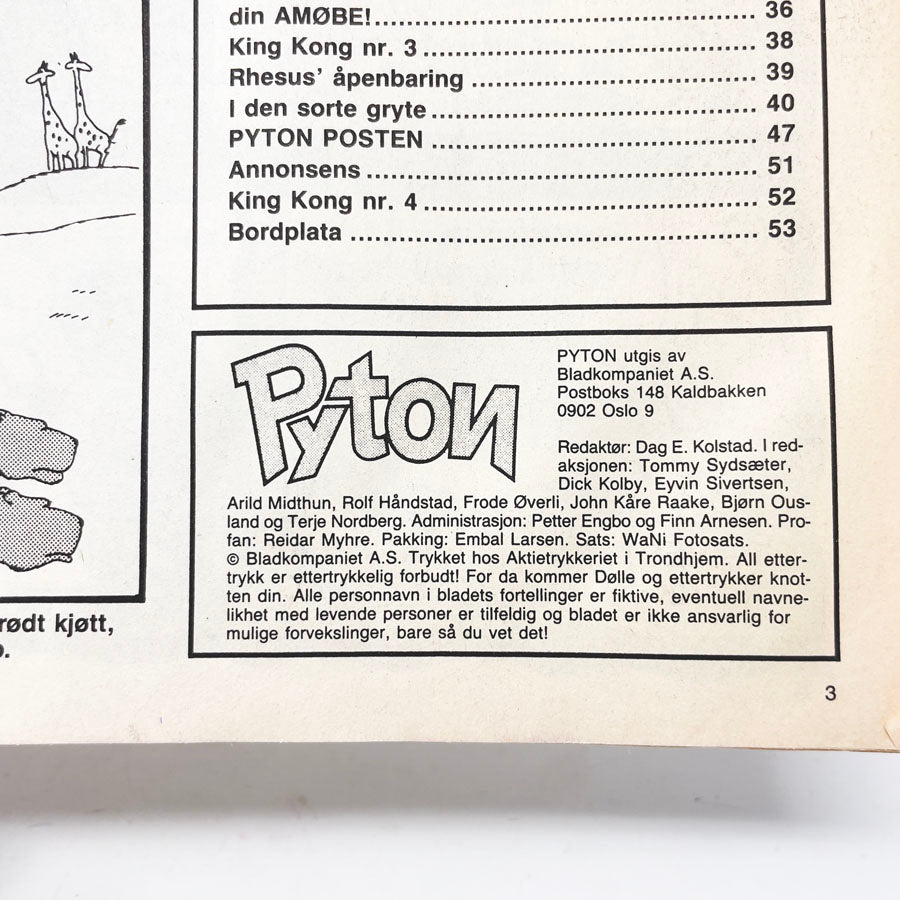 din AMØBE!........................................ 36
King Kong nr. 3........................................ 38
Rhesus' åpenbaring........................................ 39
I den sorte gryte........................................ 40
PYTON POSTEN........................................ 47
Annonsens........................................ 51
King Kong nr. 4........................................ 52
Bordplata........................................ 53
Pyton
PYTON utgis av
Bladkompaniet A.S.
Postboks 148 Kaldbakken
0902 Oslo 9
Redaktør: Dag E. Kolstad. I red-
aksjonen: Tommy Sydsæter,
Dick Kolby, Eyvin Sivertsen,
Arild Midthun, Rolf Håndstad, Frode Øverli, John Kåre Raake, Bjørn Ous-
land og Terje Nordberg. Administrasjon: Petter Engbo og Finn Arnesen. Pro-
fan: Reidar Myhre. Pakking: Embal Larsen. Sats: WaNi Fotosats.
© Bladkompaniet A.S. Trykket hos Aktietrykkeriet i Trondhjem. All etter-
trykk er ettertrykkelig forbudt! For da kommer Dølle og ettertrykker knot-
ten din. Alle personnavn i bladets fortellinger er fiktive, eventuell navne-
likhet med levende personer er tilfeldig og bladet er ikke ansvarlig for
mulige forvekslinger, bare så du vet det!
rødt kjøtt,
3